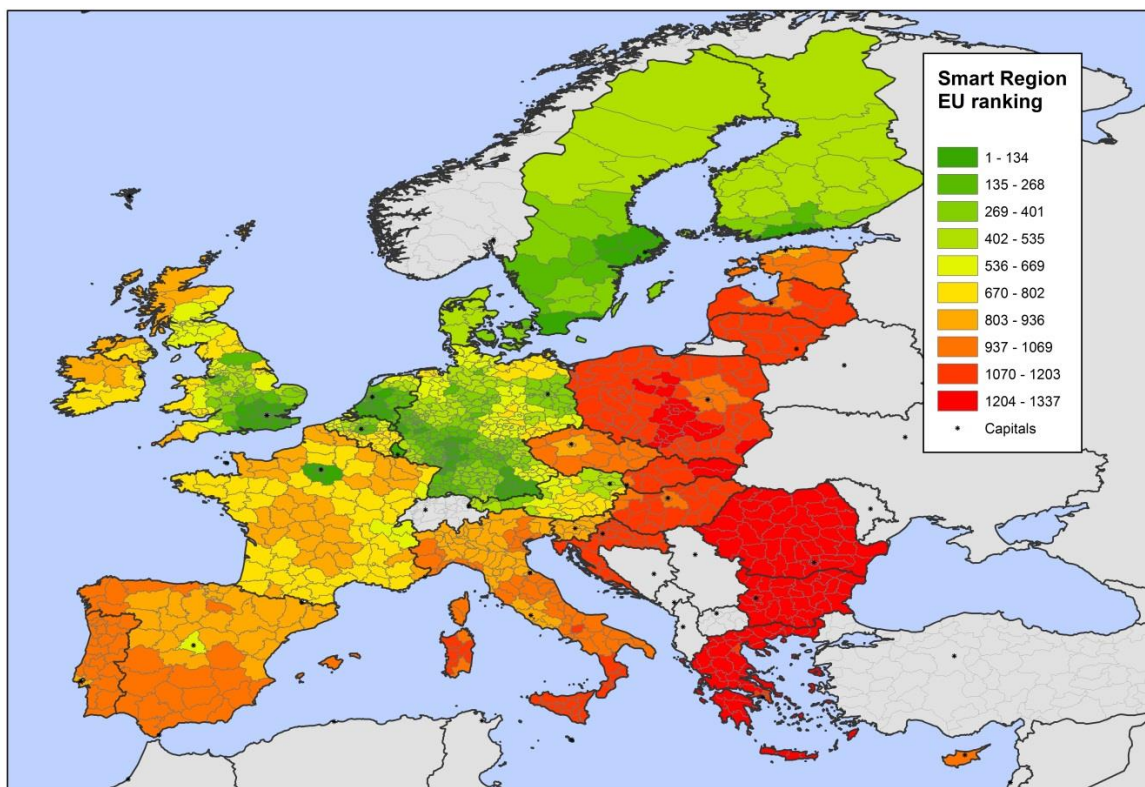 Smart Region
EU ranking
1 - 134
135 - 268
269 - 401
402 - 535
536 - 669
670 - 802
803 - 936
937 - 1069
1070 - 1203
1204 - 1337
Capitals